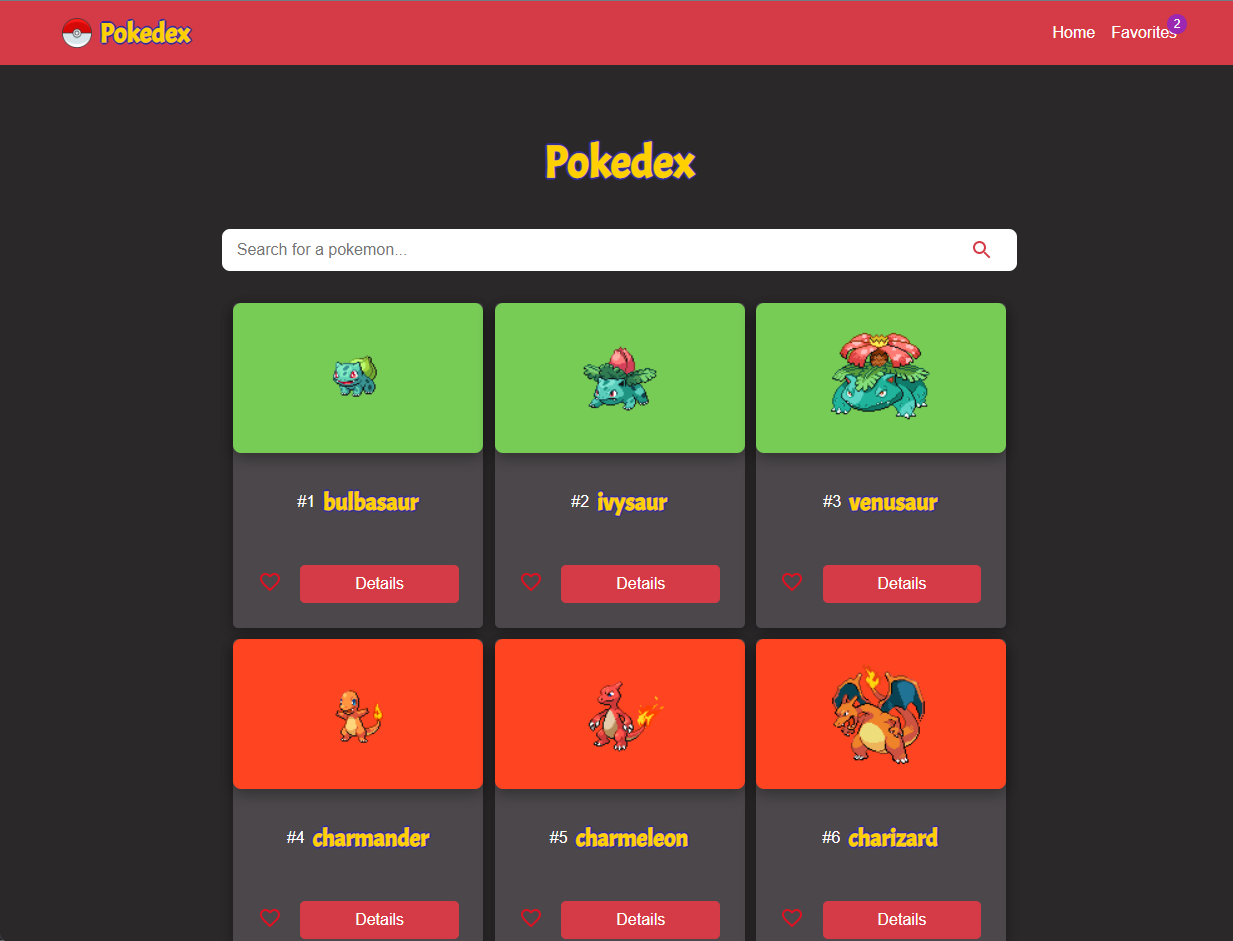 Pokedex Home Favorites 2
Pokedex
Search for a pokemon...
#1 bulbasaur
#2 ivysaur
#3 venusaur
Details
Details
Details
#4 charmander
#5 charmeleon
#6 charizard
Details
Details
Details